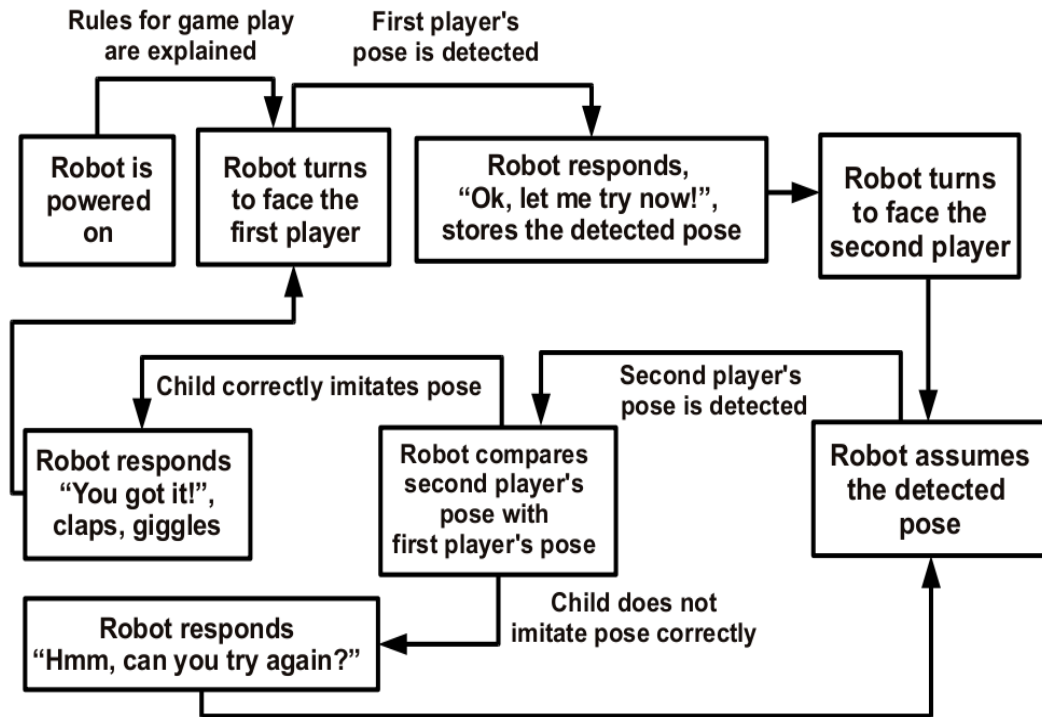 Rules for game play
are explained
First player's
pose is detected
Robot is
powered
on
Robot turns
to face the
first player
Robot responds,
“Ok, let me try now!”,
stores the detected pose
Robot turns
to face the
second player
Child correctly imitates pose
Second player's
pose is detected
Robot responds
“You got it!”,
claps, giggles
Robot compares
second player's
pose with
first player's pose
Robot assumes
the detected
pose
Child does not
imitate pose correctly
Robot responds
“Hmm, can you try again?”